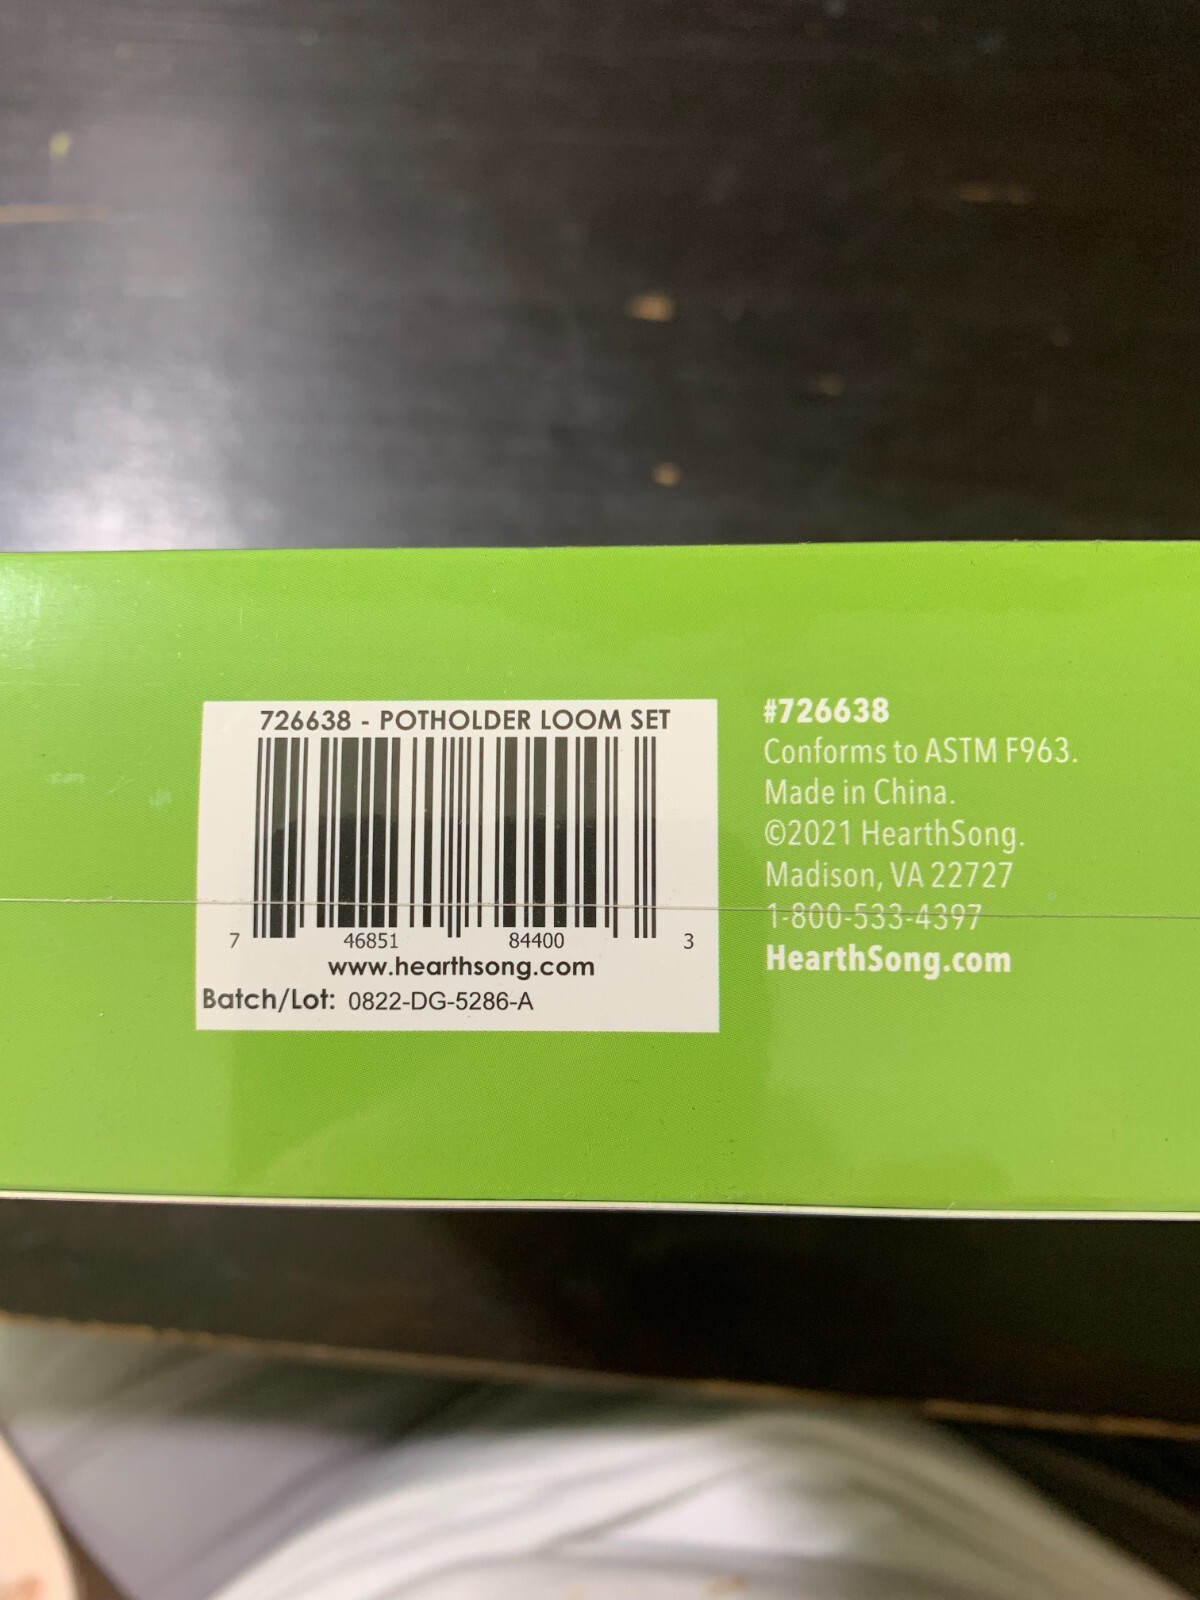 726638 - POTHOLDER LOOM SET
7 46851 84400 3
www.hearthsong.com
Batch/Lot: 0822-DG-5286-A
#726638
Conforms to ASTM F963.
Made in China.
©2021 HearthSong.
Madison, VA 22727
1-800-533-4397
HearthSong.com